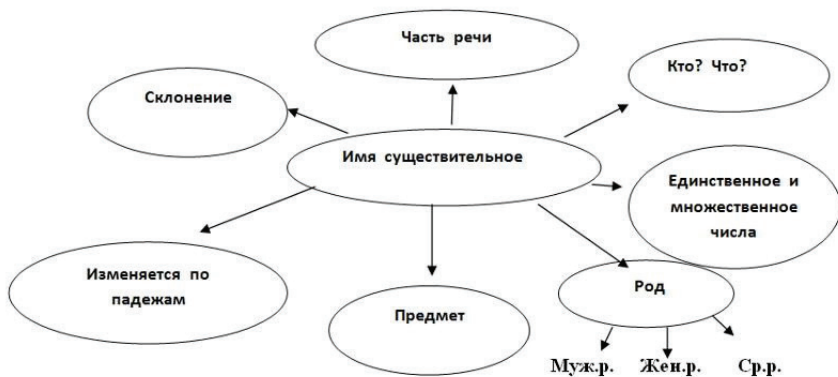 Часть речи
Кто? Что?
Склонение
Имя существительное
Единственное и
множественное
числа
Изменяется по
падежам
Предмет
Род
Муж.р. Жен.р. Ср.р.